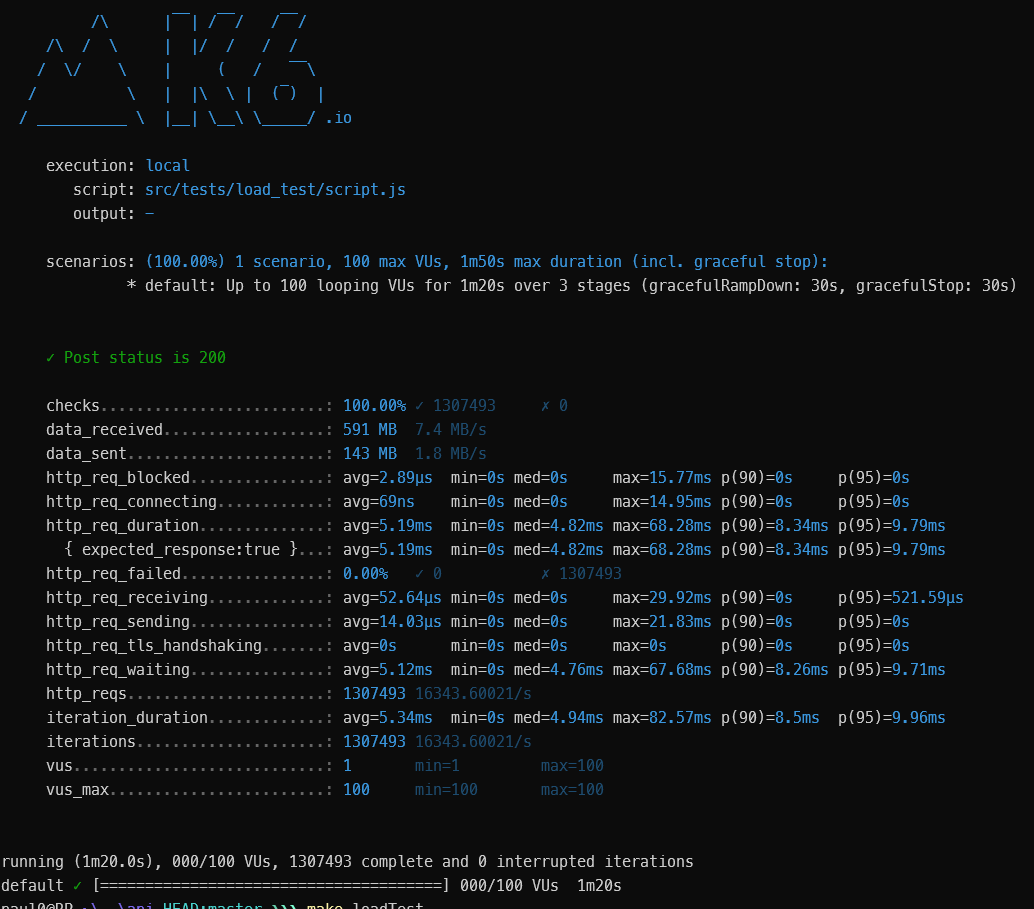 .io
execution: local
script: src/tests/load_test/script.js
output: –
scenarios: (100.00%) 1 scenario, 100 max VUs, 1m50s max duration (incl. graceful stop):
* default: Up to 100 looping VUs for 1m20s over 3 stages (gracefulRampDown: 30s, gracefulStop: 30s)
✓ Post status is 200
checks.........................: 100.00% ✓ 1307493 ✗ 0
data_received..................: 591 MB 7.4 MB/s
data_sent......................: 143 MB 1.8 MB/s
http_req_blocked...............: avg=2.89µs min=0s med=0s max=15.77ms p(90)=0s p(95)=0s
http_req_connecting............: avg=69ns min=0s med=0s max=14.95ms p(90)=0s p(95)=0s
http_req_duration..............: avg=5.19ms min=0s med=4.82ms max=68.28ms p(90)=8.34ms p(95)=9.79ms
{ expected_response:true }...: avg=5.19ms min=0s med=4.82ms max=68.28ms p(90)=8.34ms p(95)=9.79ms
http_req_failed................: 0.00% ✓ 0 ✗ 1307493
http_req_receiving.............: avg=52.64µs min=0s med=0s max=29.92ms p(90)=0s p(95)=521.59µs
http_req_sending...............: avg=14.03µs min=0s med=0s max=21.83ms p(90)=0s p(95)=0s
http_req_tls_handshaking.......: avg=0s min=0s med=0s max=0s p(90)=0s p(95)=0s
http_req_waiting...............: avg=5.12ms min=0s med=4.76ms max=67.68ms p(90)=8.26ms p(95)=9.71ms
http_reqs......................: 1307493 16343.60021/s
iteration_duration.............: avg=5.34ms min=0s med=4.94ms max=82.57ms p(90)=8.5ms p(95)=9.96ms
iterations.....................: 1307493 16343.60021/s
vus............................: 1 min=1 max=100
vus_max........................: 100 min=100 max=100
running (1m20.0s), 000/100 VUs, 1307493 complete and 0 interrupted iterations
default ✓ [======================================] 000/100 VUs 1m20s
HEAD:master ❯❯❯ make loadTest